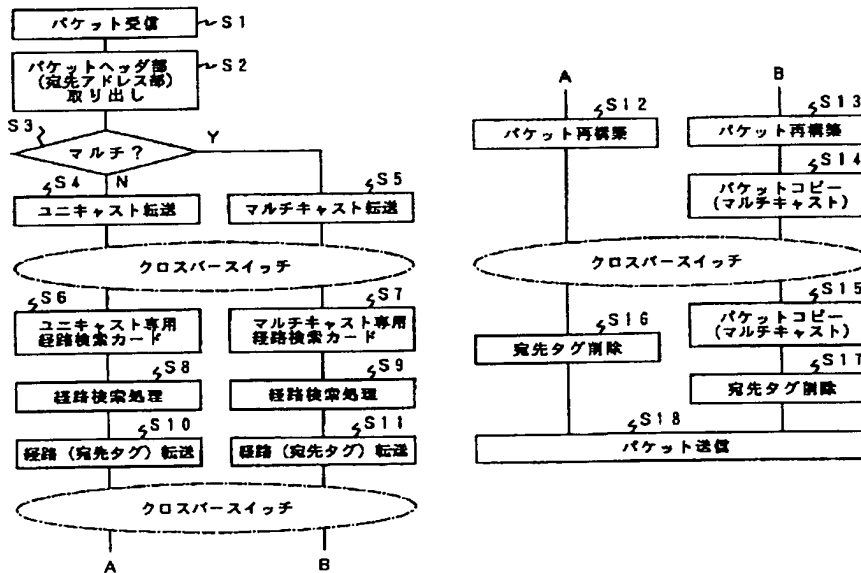 パケット受信
S1
パケットヘッダ部
(宛先アドレス部)
取り出し
S2
S3
マルチ?
Y
N
S4
ユニキャスト転送
S5
マルチキャスト転送
クロスバースイッチ
S6
ユニキャスト専用
経路検索カード
S7
マルチキャスト専用
経路検索カード
S8
経路検索処理
S9
経路検索処理
S10
経路(宛先タグ)転送
S11
経路(宛先タグ)転送
クロスバースイッチ
A
B
A
B
S12
パケット再構築
S13
パケット再構築
S14
パケットコピー
(マルチキャスト)
クロスバースイッチ
S15
パケットコピー
(マルチキャスト)
S16
宛先タグ削除
S17
宛先タグ削除
S18
パケット送信